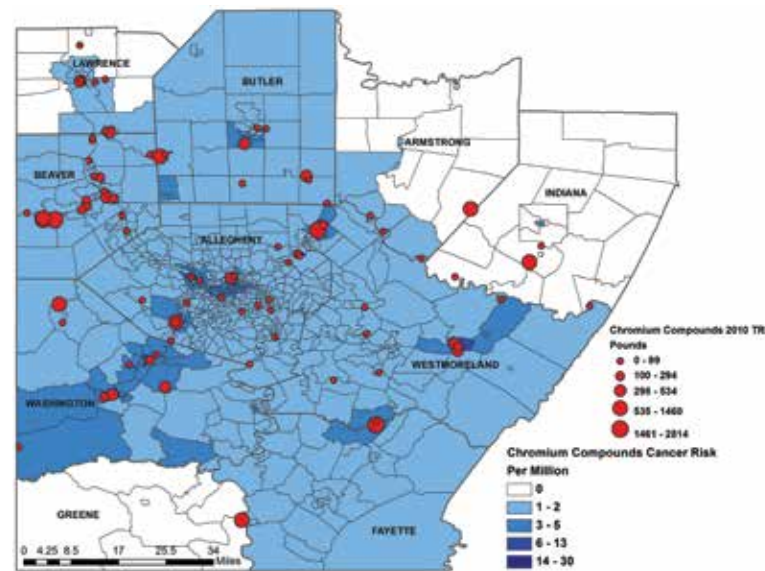 LAWRENCE
BUTLER
ARMSTRONG
BEAVER
INDIANA
ALLEGHENY
WESTMORELAND
WASHINGTON
GREENE
FAYETTE
Chromium Compounds 2010 TR
Pounds
0 - 99
100 - 294
295 - 534
535 - 1460
1461 - 2814
Chromium Compounds Cancer Risk
Per Million
0
1 - 2
3 - 5
6 - 13
14 - 30
0 4.25 8.5 17 25.5 34
Miles